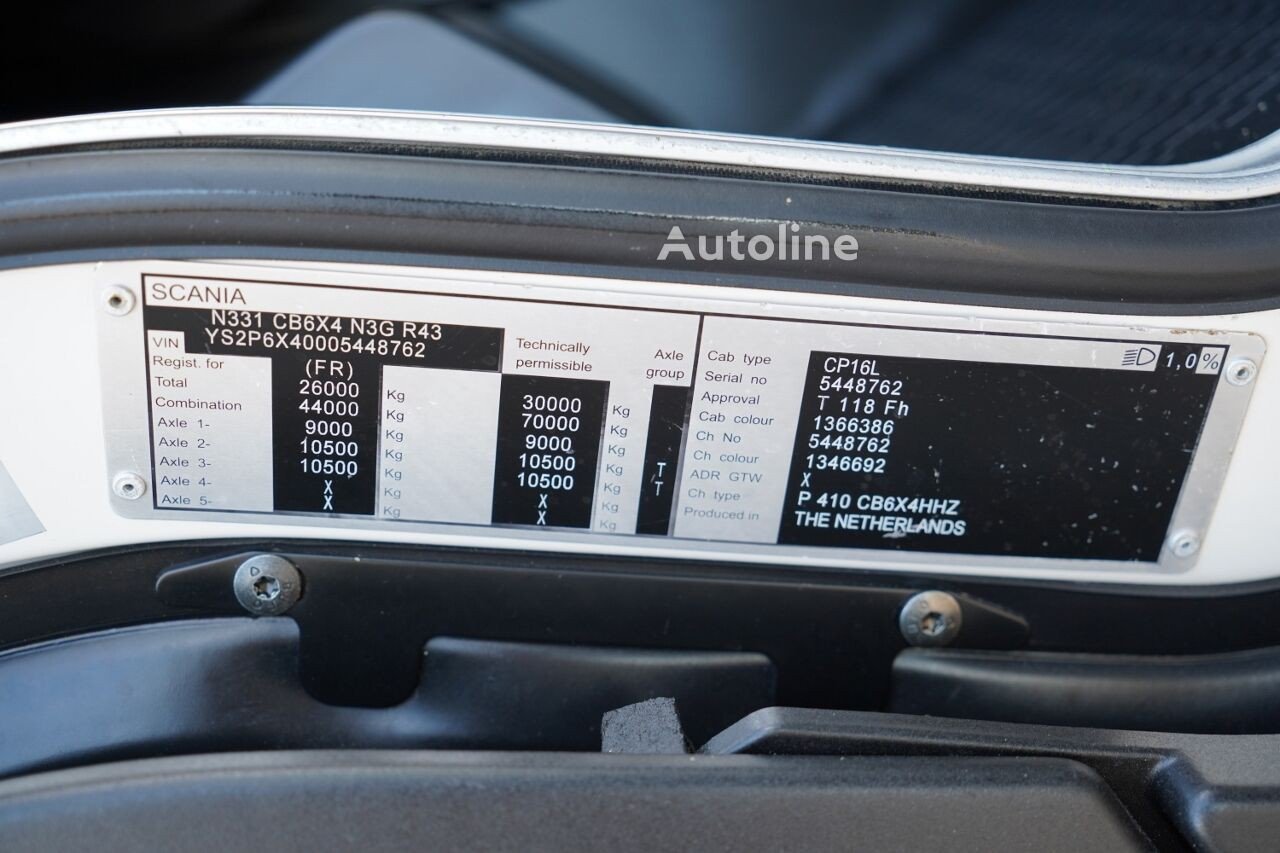 Autoline
SCANIA
N331 CB6X4 N3G R43
VIN YS2P6X40005448762
Regist. for (FR) Technically permissible Axle group
Total 26000 Kg 30000 Kg
Combination 44000 Kg 70000 Kg
Axle 1- 9000 Kg 9000 Kg
Axle 2- 10500 Kg 10500 Kg T
Axle 3- 10500 Kg 10500 Kg T
Axle 4- X Kg X Kg
Axle 5- X Kg X Kg
1,0%
Cab type CP16L
Serial no 5448762
Approval T 118 Fh
Cab colour 1366386
Ch No 5448762
Ch colour 1346692
ADR GTW X
Ch type P 410 CB6X4HHZ
Produced in THE NETHERLANDS